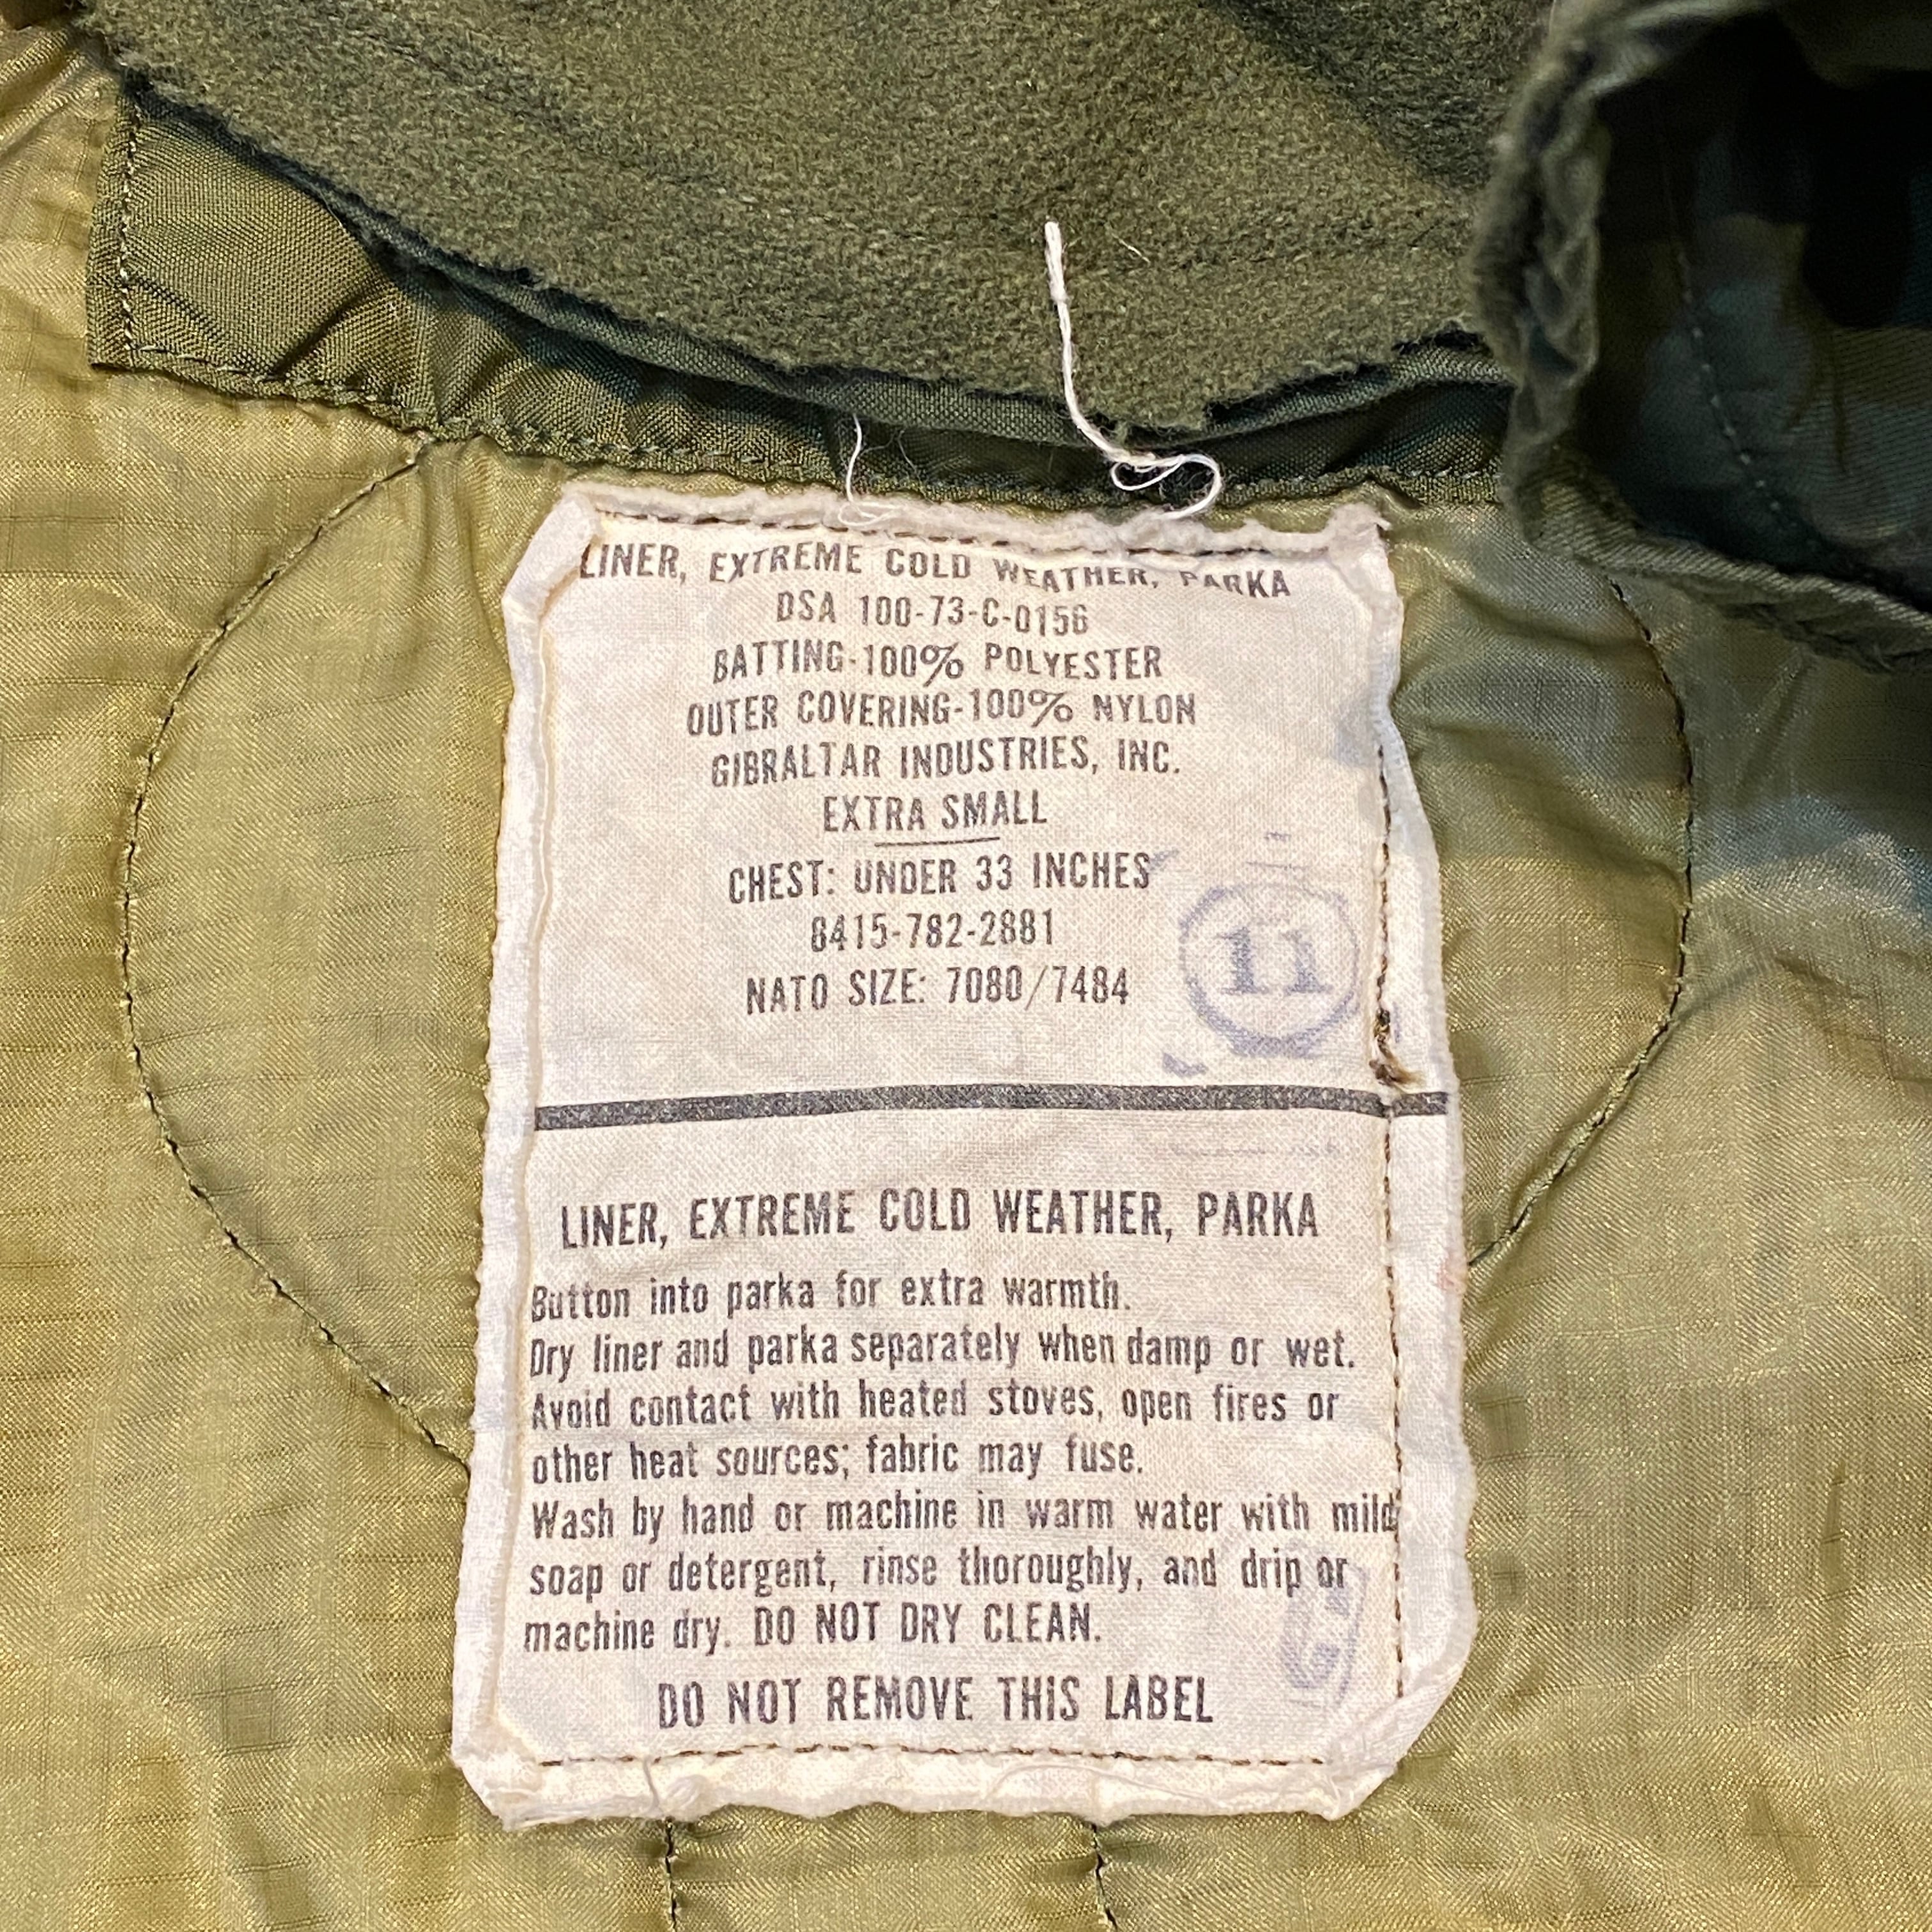 LINER, EXTREME COLD WEATHER, PARKA
DSA 100-73-C-0156
BATTING-100% POLYESTER
OUTER COVERING-100% NYLON
GIBRALTAR INDUSTRIES, INC.
EXTRA SMALL
CHEST: UNDER 33 INCHES
8415-782-2881
NATO SIZE: 7080/7484
11
LINER, EXTREME COLD WEATHER, PARKA
Button into parka for extra warmth.
Dry liner and parka separately when damp or wet.
Avoid contact with heated stoves, open fires or
other heat sources; fabric may fuse.
Wash by hand or machine in warm water with mild
soap or detergent, rinse thoroughly, and drip or
machine dry. DO NOT DRY CLEAN.
DO NOT REMOVE THIS LABEL